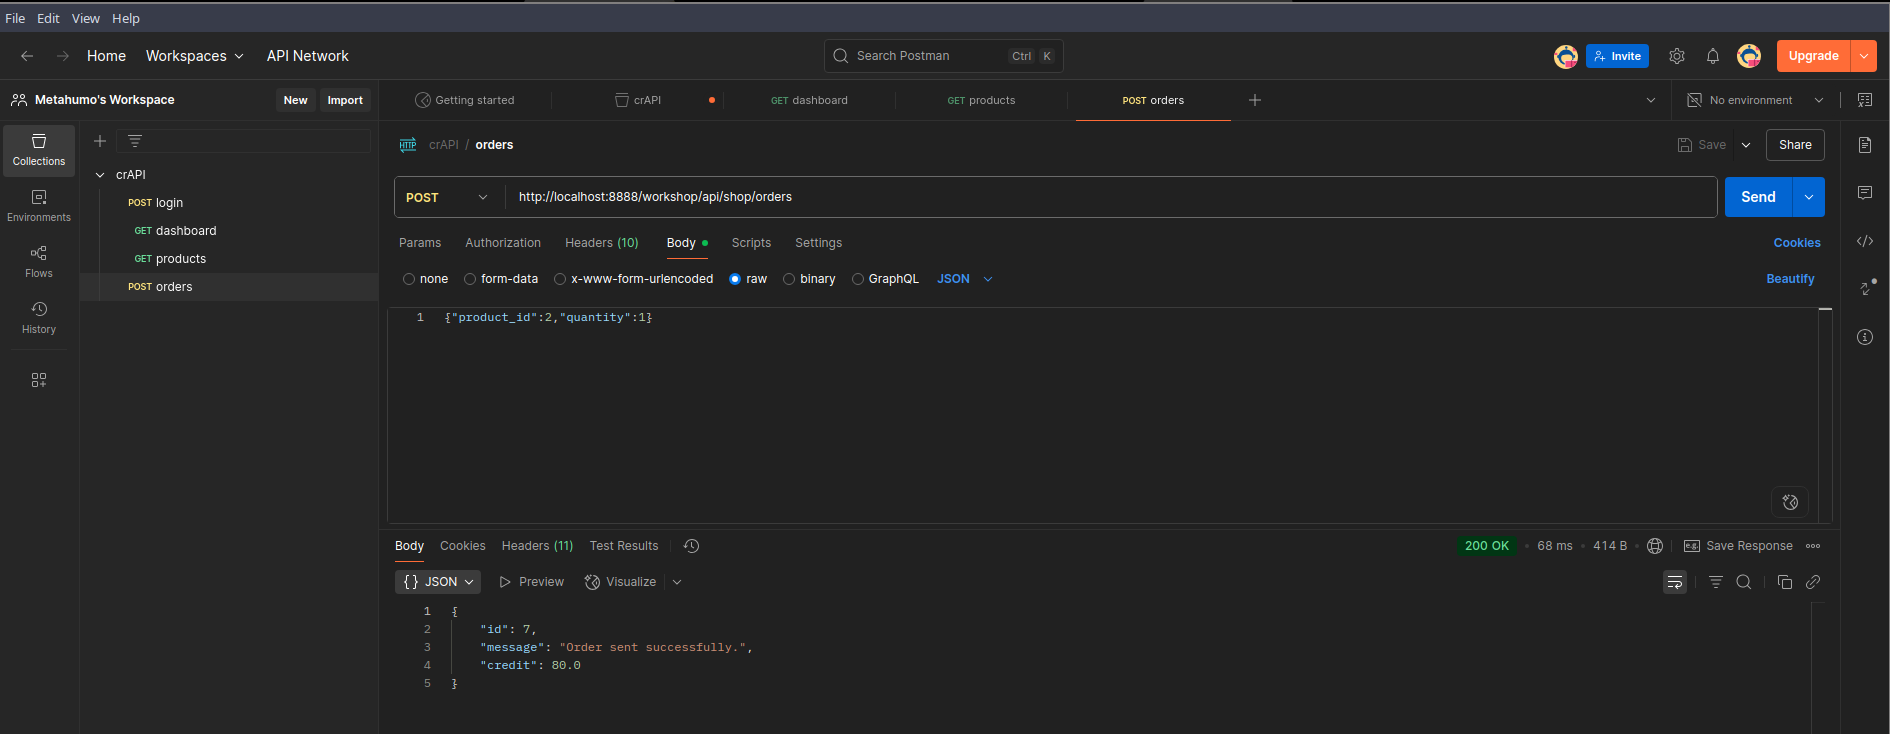 File Edit View Help
Home Workspaces API Network Search Postman Ctrl K Invite Upgrade
Metahumo's Workspace New Import Getting started crAPI GET dashboard GET products POST orders No environment
Collections
Environments
Flows
History
crAPI
POST login
GET dashboard
GET products
POST orders
HTTP crAPI / orders Save Share
POST http://localhost:8888/workshop/api/shop/orders Send
Params Authorization Headers (10) Body Scripts Settings Cookies
none form-data x-www-form-urlencoded raw binary GraphQL JSON Beautify
1 {"product_id":2,"quantity":1}
Body Cookies Headers (11) Test Results 200 OK • 68 ms • 414 B • e.g. Save Response
{} JSON Preview Visualize
1 {
2 "id": 7,
3 "message": "Order sent successfully.",
4 "credit": 80.0
5 }